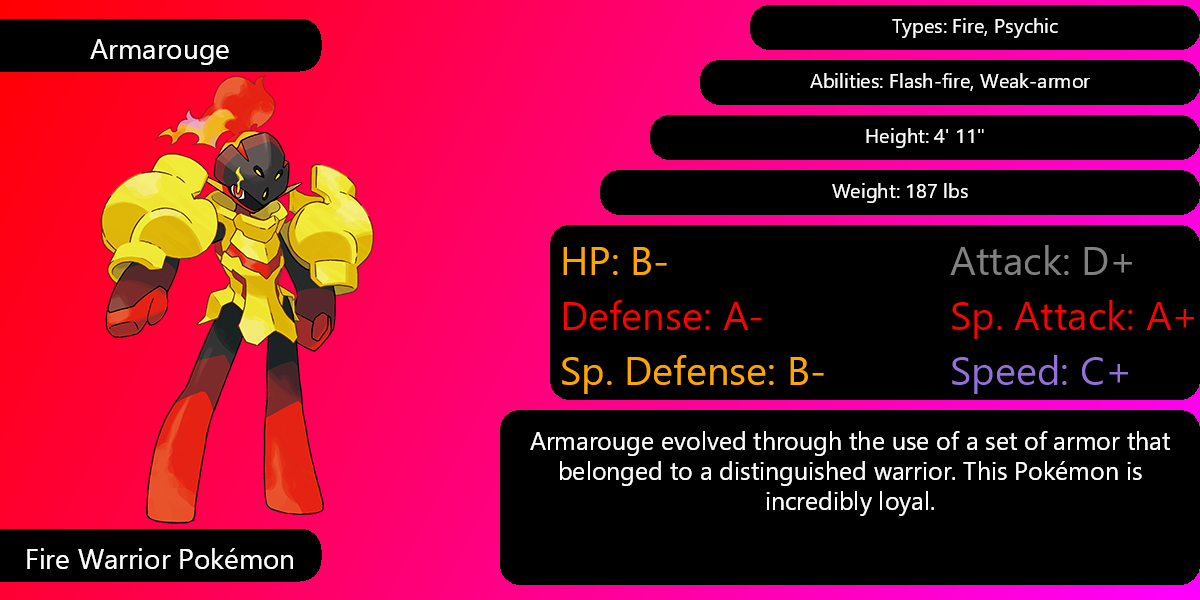 Armarouge
Types: Fire, Psychic
Abilities: Flash-fire, Weak-armor
Height: 4' 11"
Weight: 187 lbs
HP: B-
Attack: D+
Defense: A-
Sp. Attack: A+
Sp. Defense: B-
Speed: C+
Armarouge evolved through the use of a set of armor that
belonged to a distinguished warrior. This Pokémon is
incredibly loyal.
Fire Warrior Pokémon